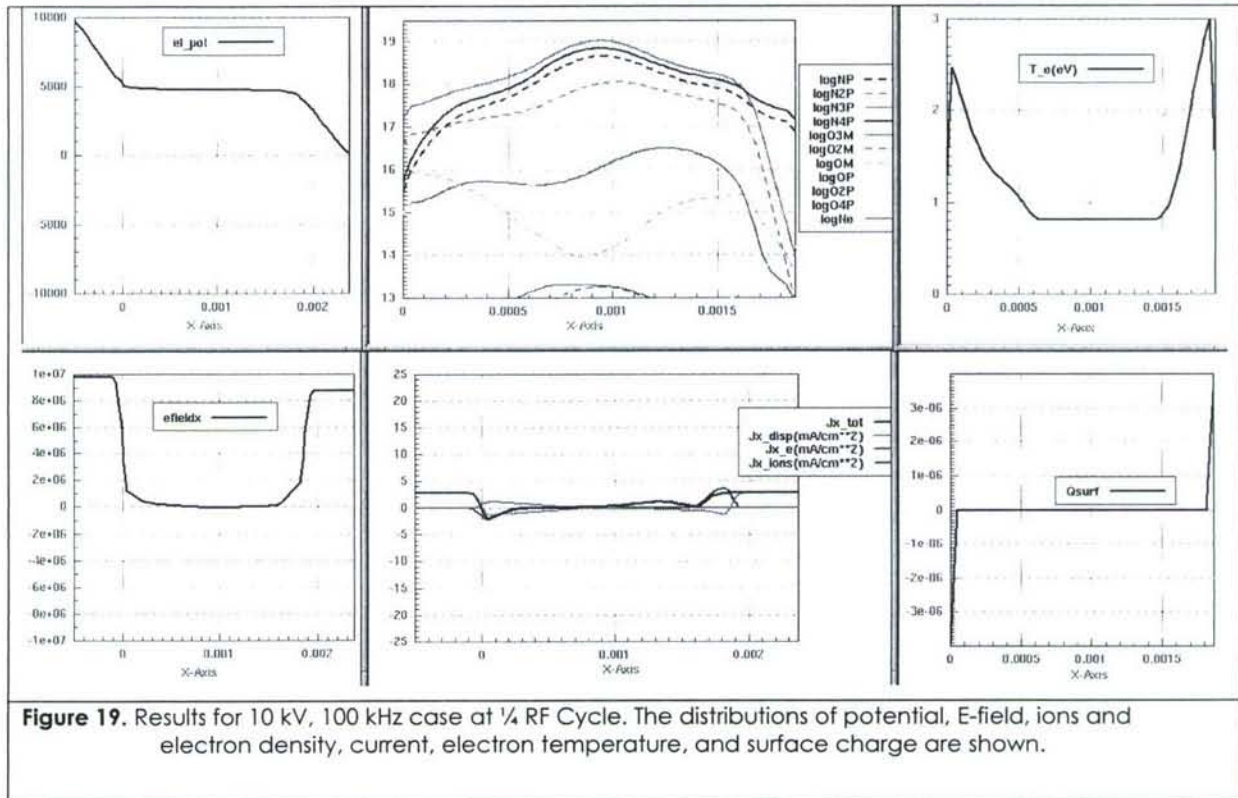 10000
5000
0
-5000
10000
el_pot
0 0.001 0.002
X-Axis
19
18
17
16
15
14
13
0.0005 0.001 0.0015
X-Axis
logNP
logN2P
logN3P
logN4P
logO3M
logO2M
logOM
logOP
logO2P
logO4P
logNe
3
2
1
0
T_e(eV)
0 0.0005 0.001 0.0015
X-Axis
1e+07
8e+06
6e+06
4e+06
2e+06
0
-2e+06
-4e+06
-6e+06
-8e+06
-1e+07
efieldx
0 0.001 0.002
X-Axis
25
20
15
10
5
0
-5
-10
-15
-20
-25
Jx_tot
Jx_disp(mA/cm**2)
Jx_e(mA/cm**2)
Jx_ions(mA/cm**2)
0 0.001 0.002
X-Axis
3e-06
2e-06
1e-06
0
-1e-06
-2e-06
-3e-06
Qsurf
0 0.0005 0.001 0.0015
X-Axis
Figure 19. Results for 10 kV, 100 kHz case at ¼ RF Cycle. The distributions of potential, E-field, ions and
electron density, current, electron temperature, and surface charge are shown.